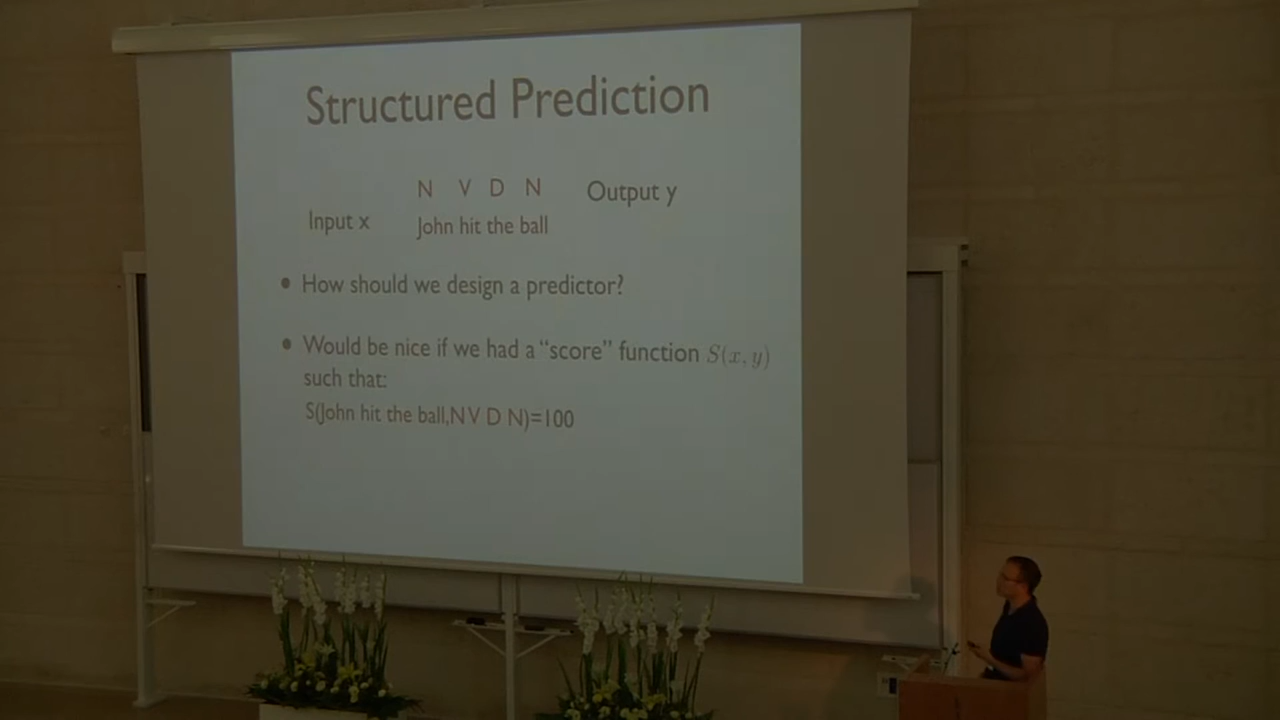 Structured Prediction
N V D N Output y
Input x John hit the ball
• How should we design a predictor?
• Would be nice if we had a “score” function S(x, y)
such that:
S(John hit the ball,N V D N)=100